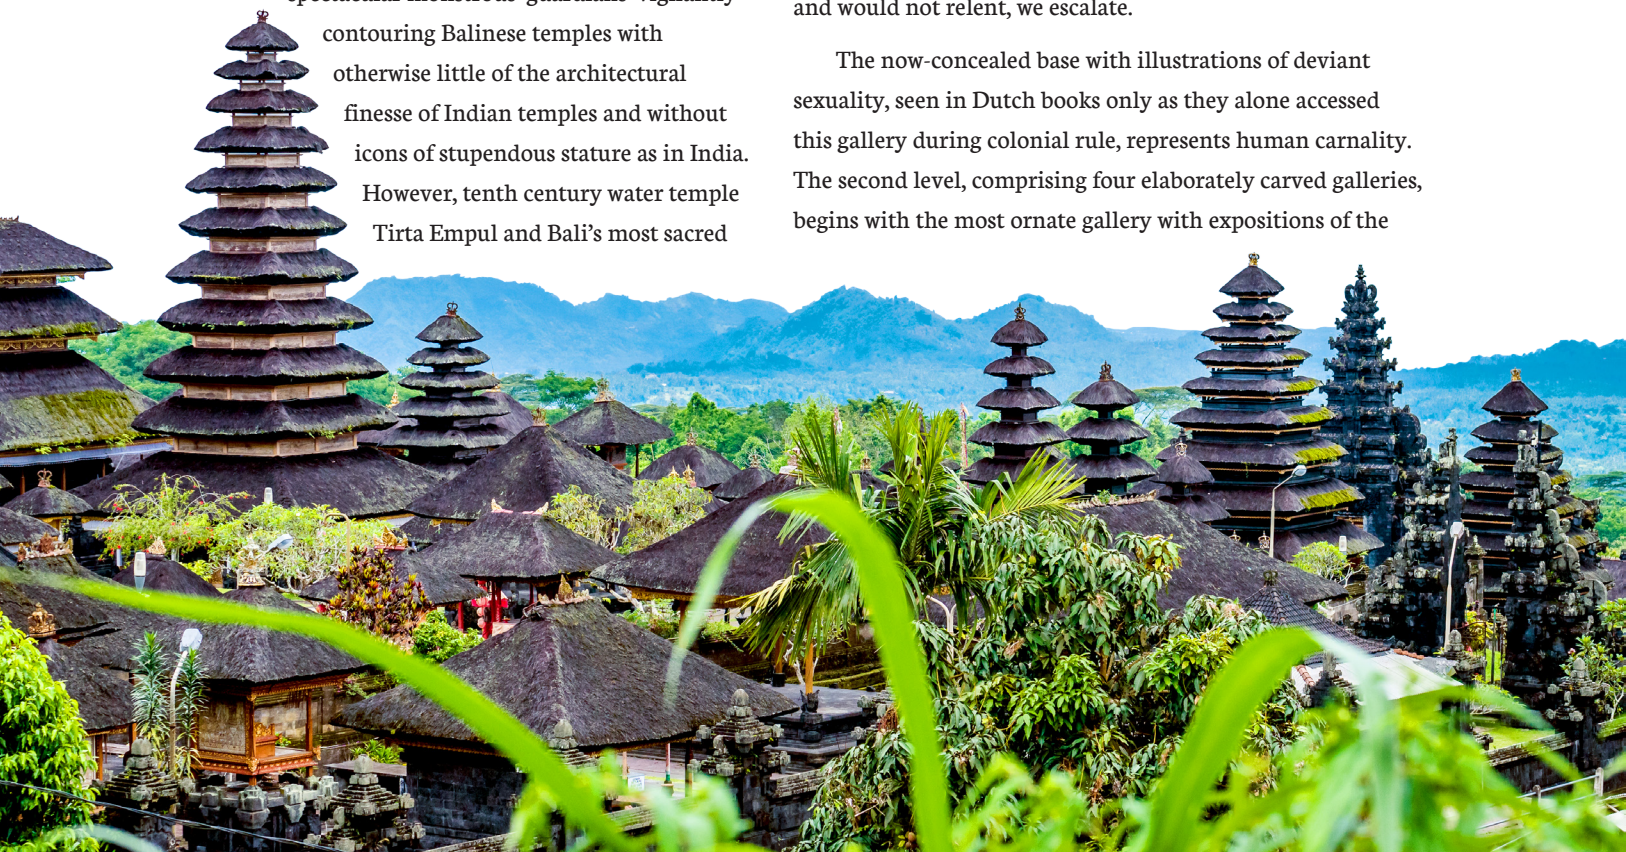 spectacular monstrous guardians vigilantly
contouring Balinese temples with
otherwise little of the architectural
finesse of Indian temples and without
icons of stupendous stature as in India.
However, tenth century water temple
Tirta Empul and Bali’s most sacred
and would not relent, we escalate.
The now-concealed base with illustrations of deviant
sexuality, seen in Dutch books only as they alone accessed
this gallery during colonial rule, represents human carnality.
The second level, comprising four elaborately carved galleries,
begins with the most ornate gallery with expositions of the